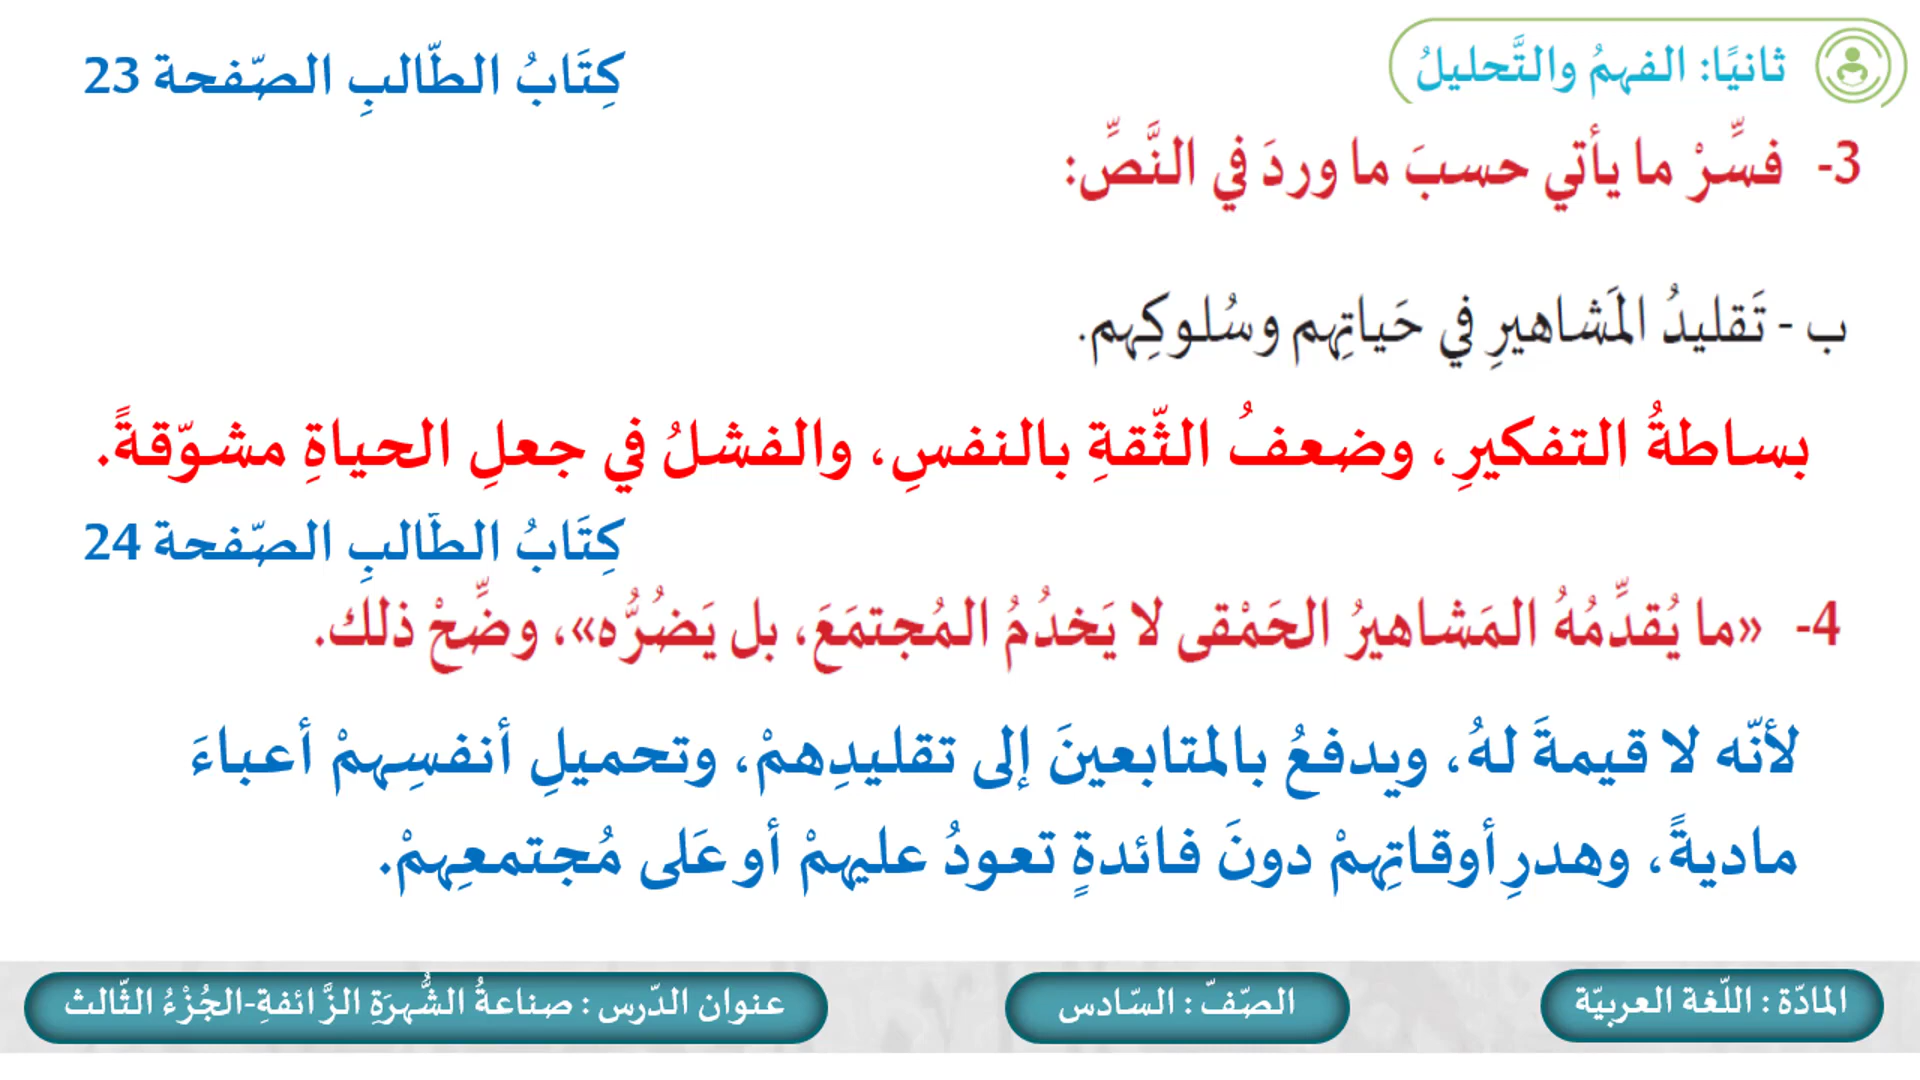 ثانيًا: الفهمُ والتَّحليلُ
كِتَابُ الطّالبِ الصّفحة 23
3- فسِّرْ ما يأتي حسبَ ما وردَ في النَّصِّ:
ب - تَقليدُ المَشاهيرِ في حَياتِهم وسُلوكِهم.
بساطةُ التفكيرِ، وضعفُ الثّقةِ بالنفسِ، والفشلُ في جعلِ الحياةِ مشوّقةً.
كِتَابُ الطّالبِ الصّفحة 24
4- «ما يُقدِّمُهُ المَشاهيرُ الحَمْقى لا يَخدُمُ المُجتمَعَ، بل يَضُرُّه»، وضِّحْ ذلك.
لأنّه لا قيمةَ لهُ، ويدفعُ بالمتابعينَ إلى تقليدِهمْ، وتحميلِ أنفسِهمْ أعباءَ
ماديةً، وهدرِ أوقاتِهمْ دونَ فائدةٍ تعودُ عليهمْ أو عَلى مُجتمعِهمْ.
المادّة : اللّغة العربيّة
الصّفّ : السّادس
عنوان الدّرس : صناعةُ الشُّهرَةِ الزَّائفةِ-الجُزْءُ الثّالث